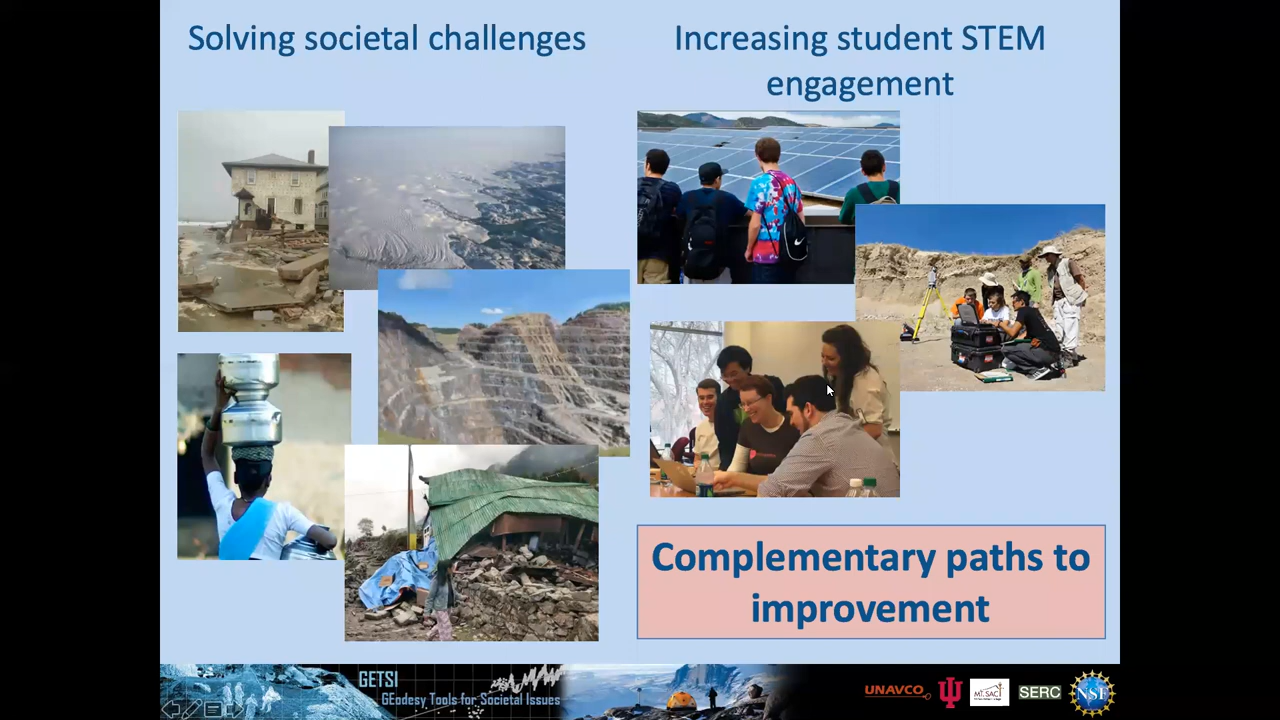 Solving societal challenges
Increasing student STEM
engagement
Complementary paths to
improvement
GETSI
GEodesy Tools for Societal Issues
UNAVCO
MT. SAC
SERC
NSF